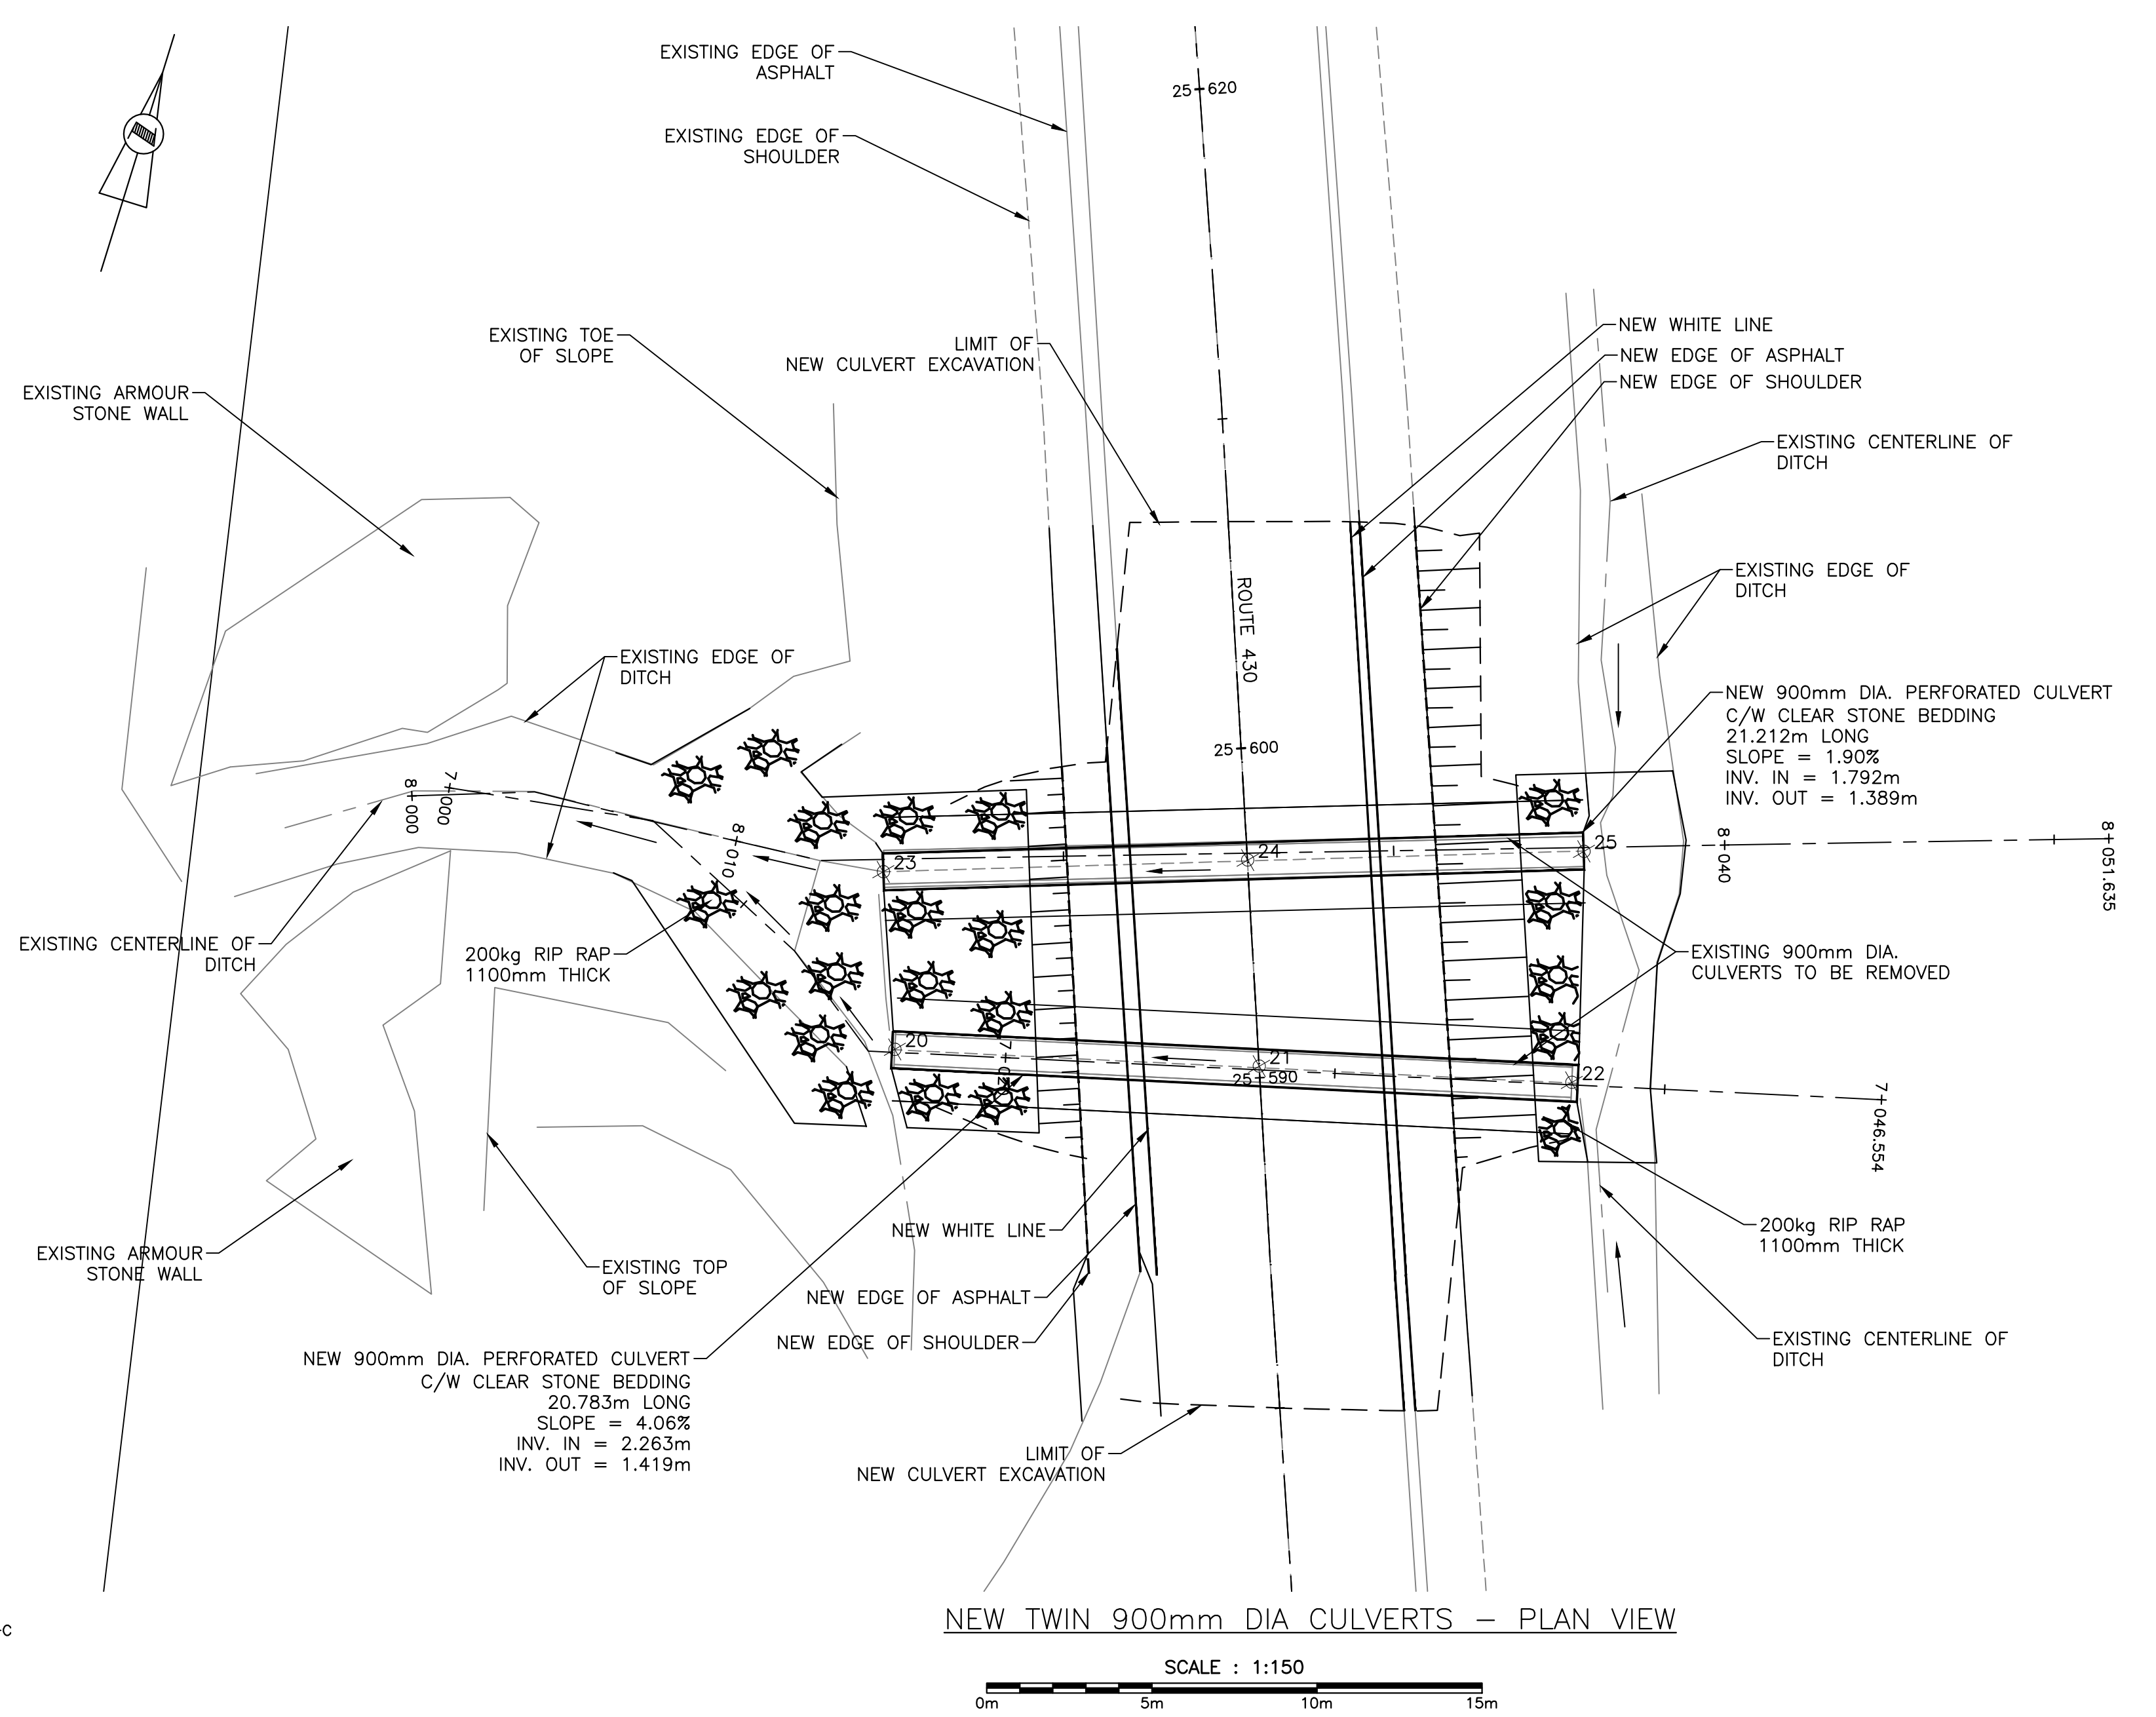 EXISTING EDGE OF
ASPHALT
25+620
EXISTING EDGE OF
SHOULDER
NEW WHITE LINE
EXISTING TOE
OF SLOPE
LIMIT OF
NEW CULVERT EXCAVATION
NEW EDGE OF ASPHALT
NEW EDGE OF SHOULDER
EXISTING ARMOUR
STONE WALL
EXISTING CENTERLINE OF
DITCH
EXISTING EDGE OF
DITCH
ROUTE 430
EXISTING EDGE OF
DITCH
NEW 900mm DIA. PERFORATED CULVERT
C/W CLEAR STONE BEDDING
21.212m LONG
SLOPE = 1.90%
INV. IN = 1.792m
INV. OUT = 1.389m
25+600
8+000
7+000
8+010
23
24
25
8+040
8+051.635
EXISTING CENTERLINE OF
DITCH
200kg RIP RAP
1100mm THICK
EXISTING 900mm DIA.
CULVERTS TO BE REMOVED
20
21
25+590
22
7+046.554
NEW WHITE LINE
200kg RIP RAP
1100mm THICK
EXISTING ARMOUR
STONE WALL
EXISTING TOP
OF SLOPE
NEW EDGE OF ASPHALT
NEW EDGE OF SHOULDER
EXISTING CENTERLINE OF
DITCH
NEW 900mm DIA. PERFORATED CULVERT
C/W CLEAR STONE BEDDING
20.783m LONG
SLOPE = 4.06%
INV. IN = 2.263m
INV. OUT = 1.419m
LIMIT OF
NEW CULVERT EXCAVATION
NEW TWIN 900mm DIA CULVERTS – PLAN VIEW
SCALE : 1:150
0m 5m 10m 15m